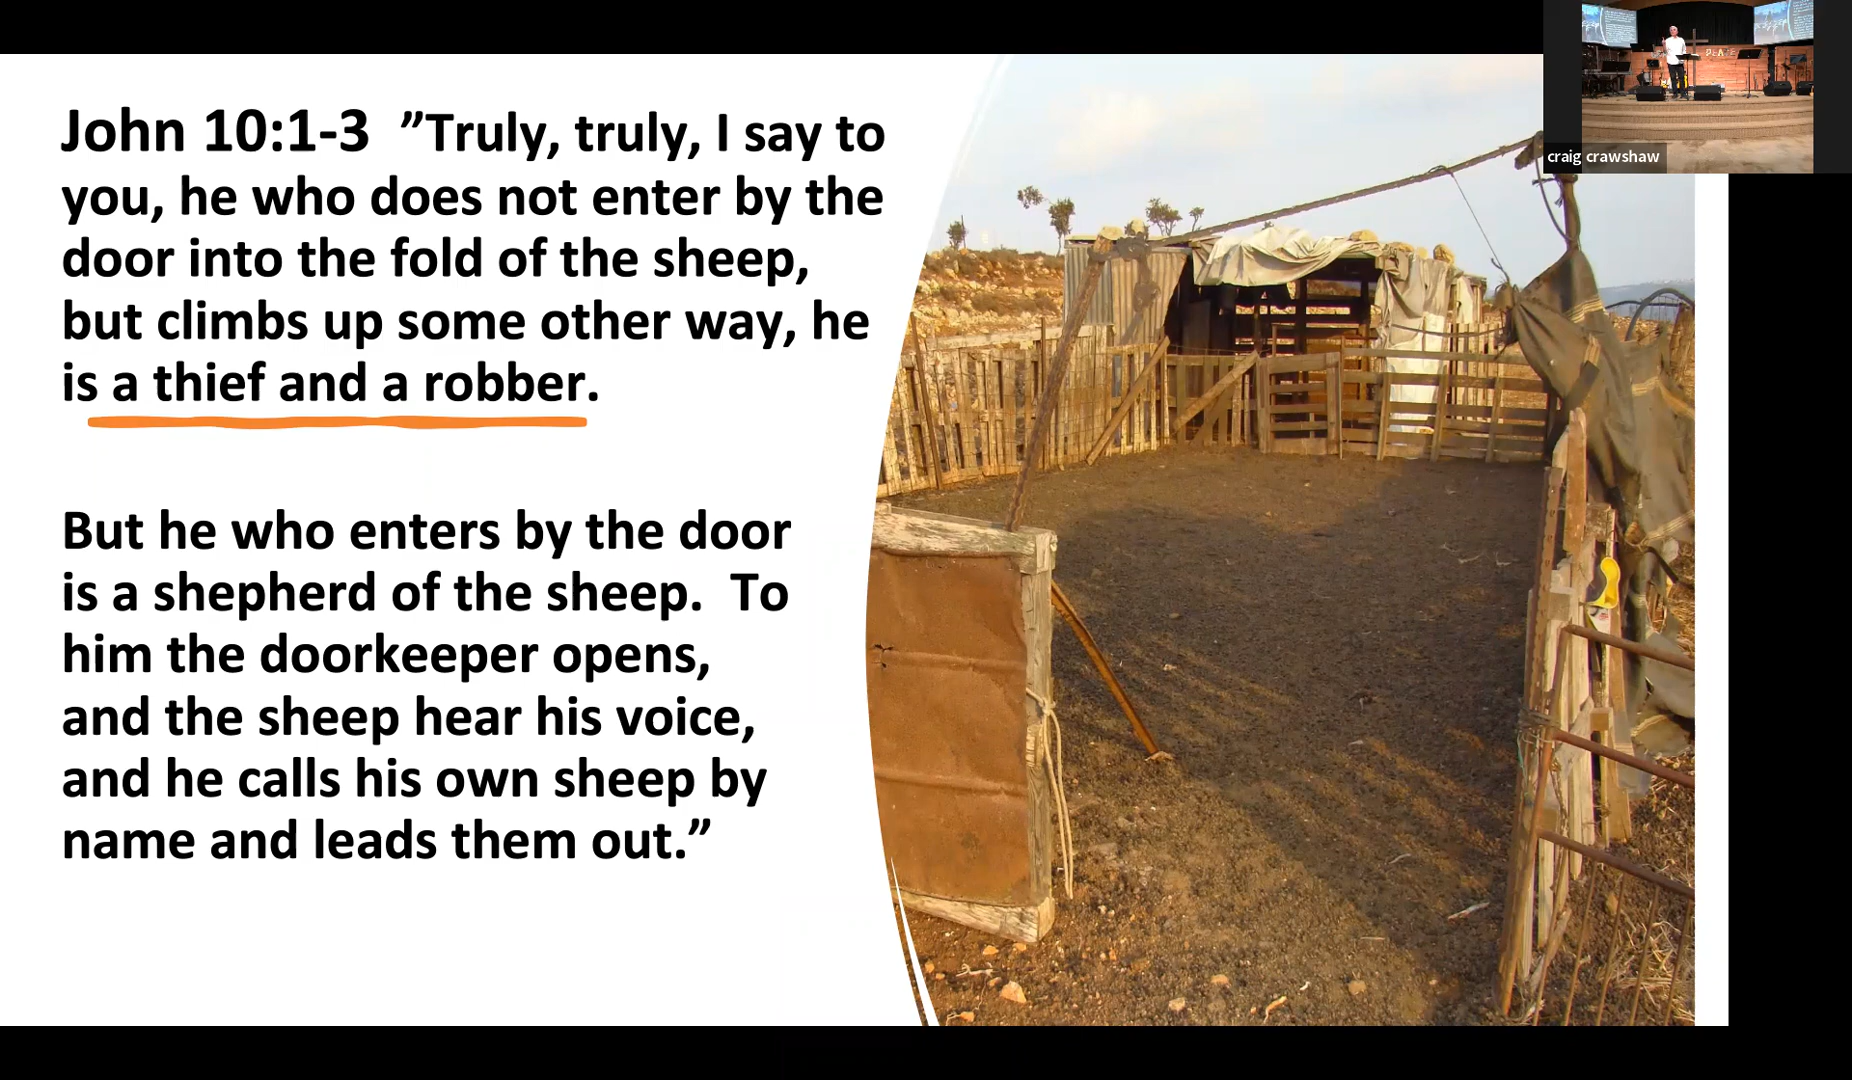 John 10:1-3  ”Truly, truly, I say to
you, he who does not enter by the
door into the fold of the sheep,
but climbs up some other way, he
is a thief and a robber.
But he who enters by the door
is a shepherd of the sheep.  To
him the doorkeeper opens,
and the sheep hear his voice,
and he calls his own sheep by
name and leads them out.”
craig crawshaw